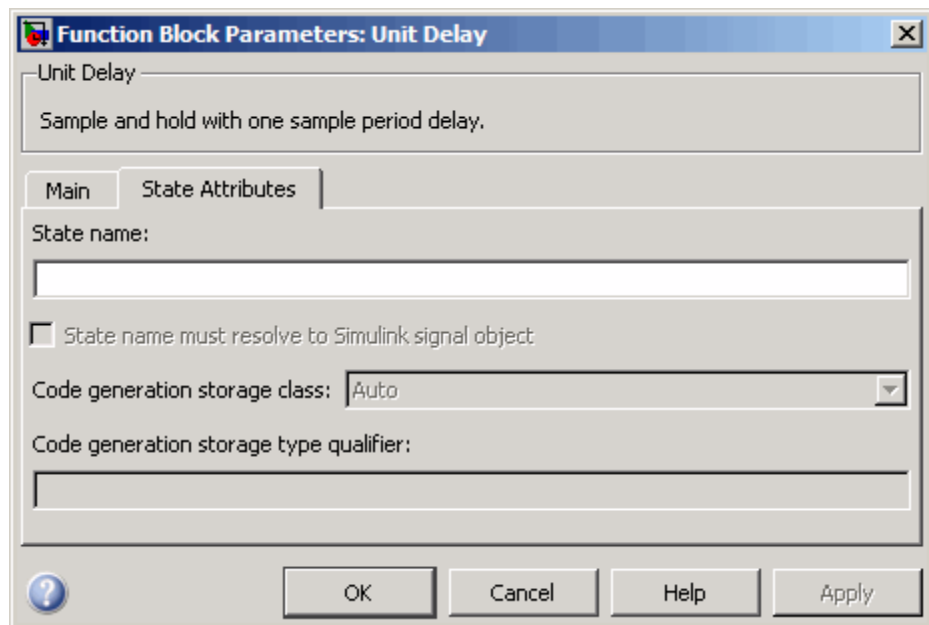 Function Block Parameters: Unit Delay
Unit Delay
Sample and hold with one sample period delay.
Main State Attributes
State name:
State name must resolve to Simulink signal object
Code generation storage class: Auto
Code generation storage type qualifier:
OK Cancel Help Apply